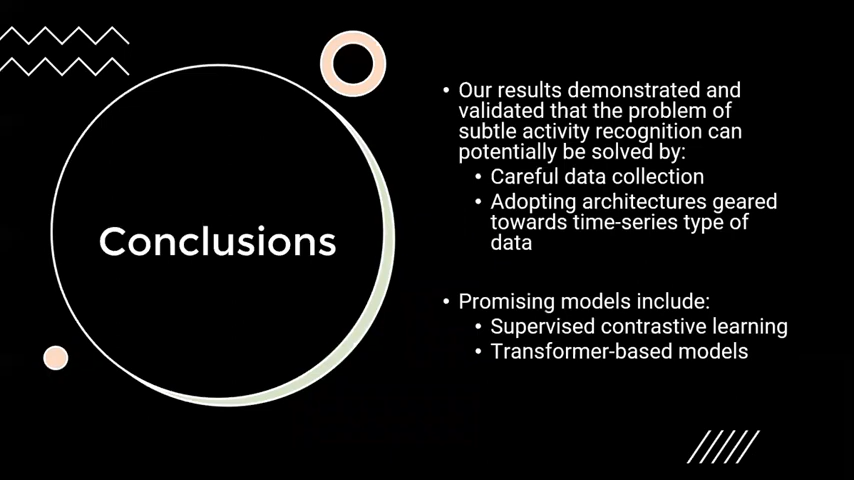 Conclusions
• Our results demonstrated and
validated that the problem of
subtle activity recognition can
potentially be solved by:
• Careful data collection
• Adopting architectures geared
towards time-series type of
data
• Promising models include:
• Supervised contrastive learning
• Transformer-based models